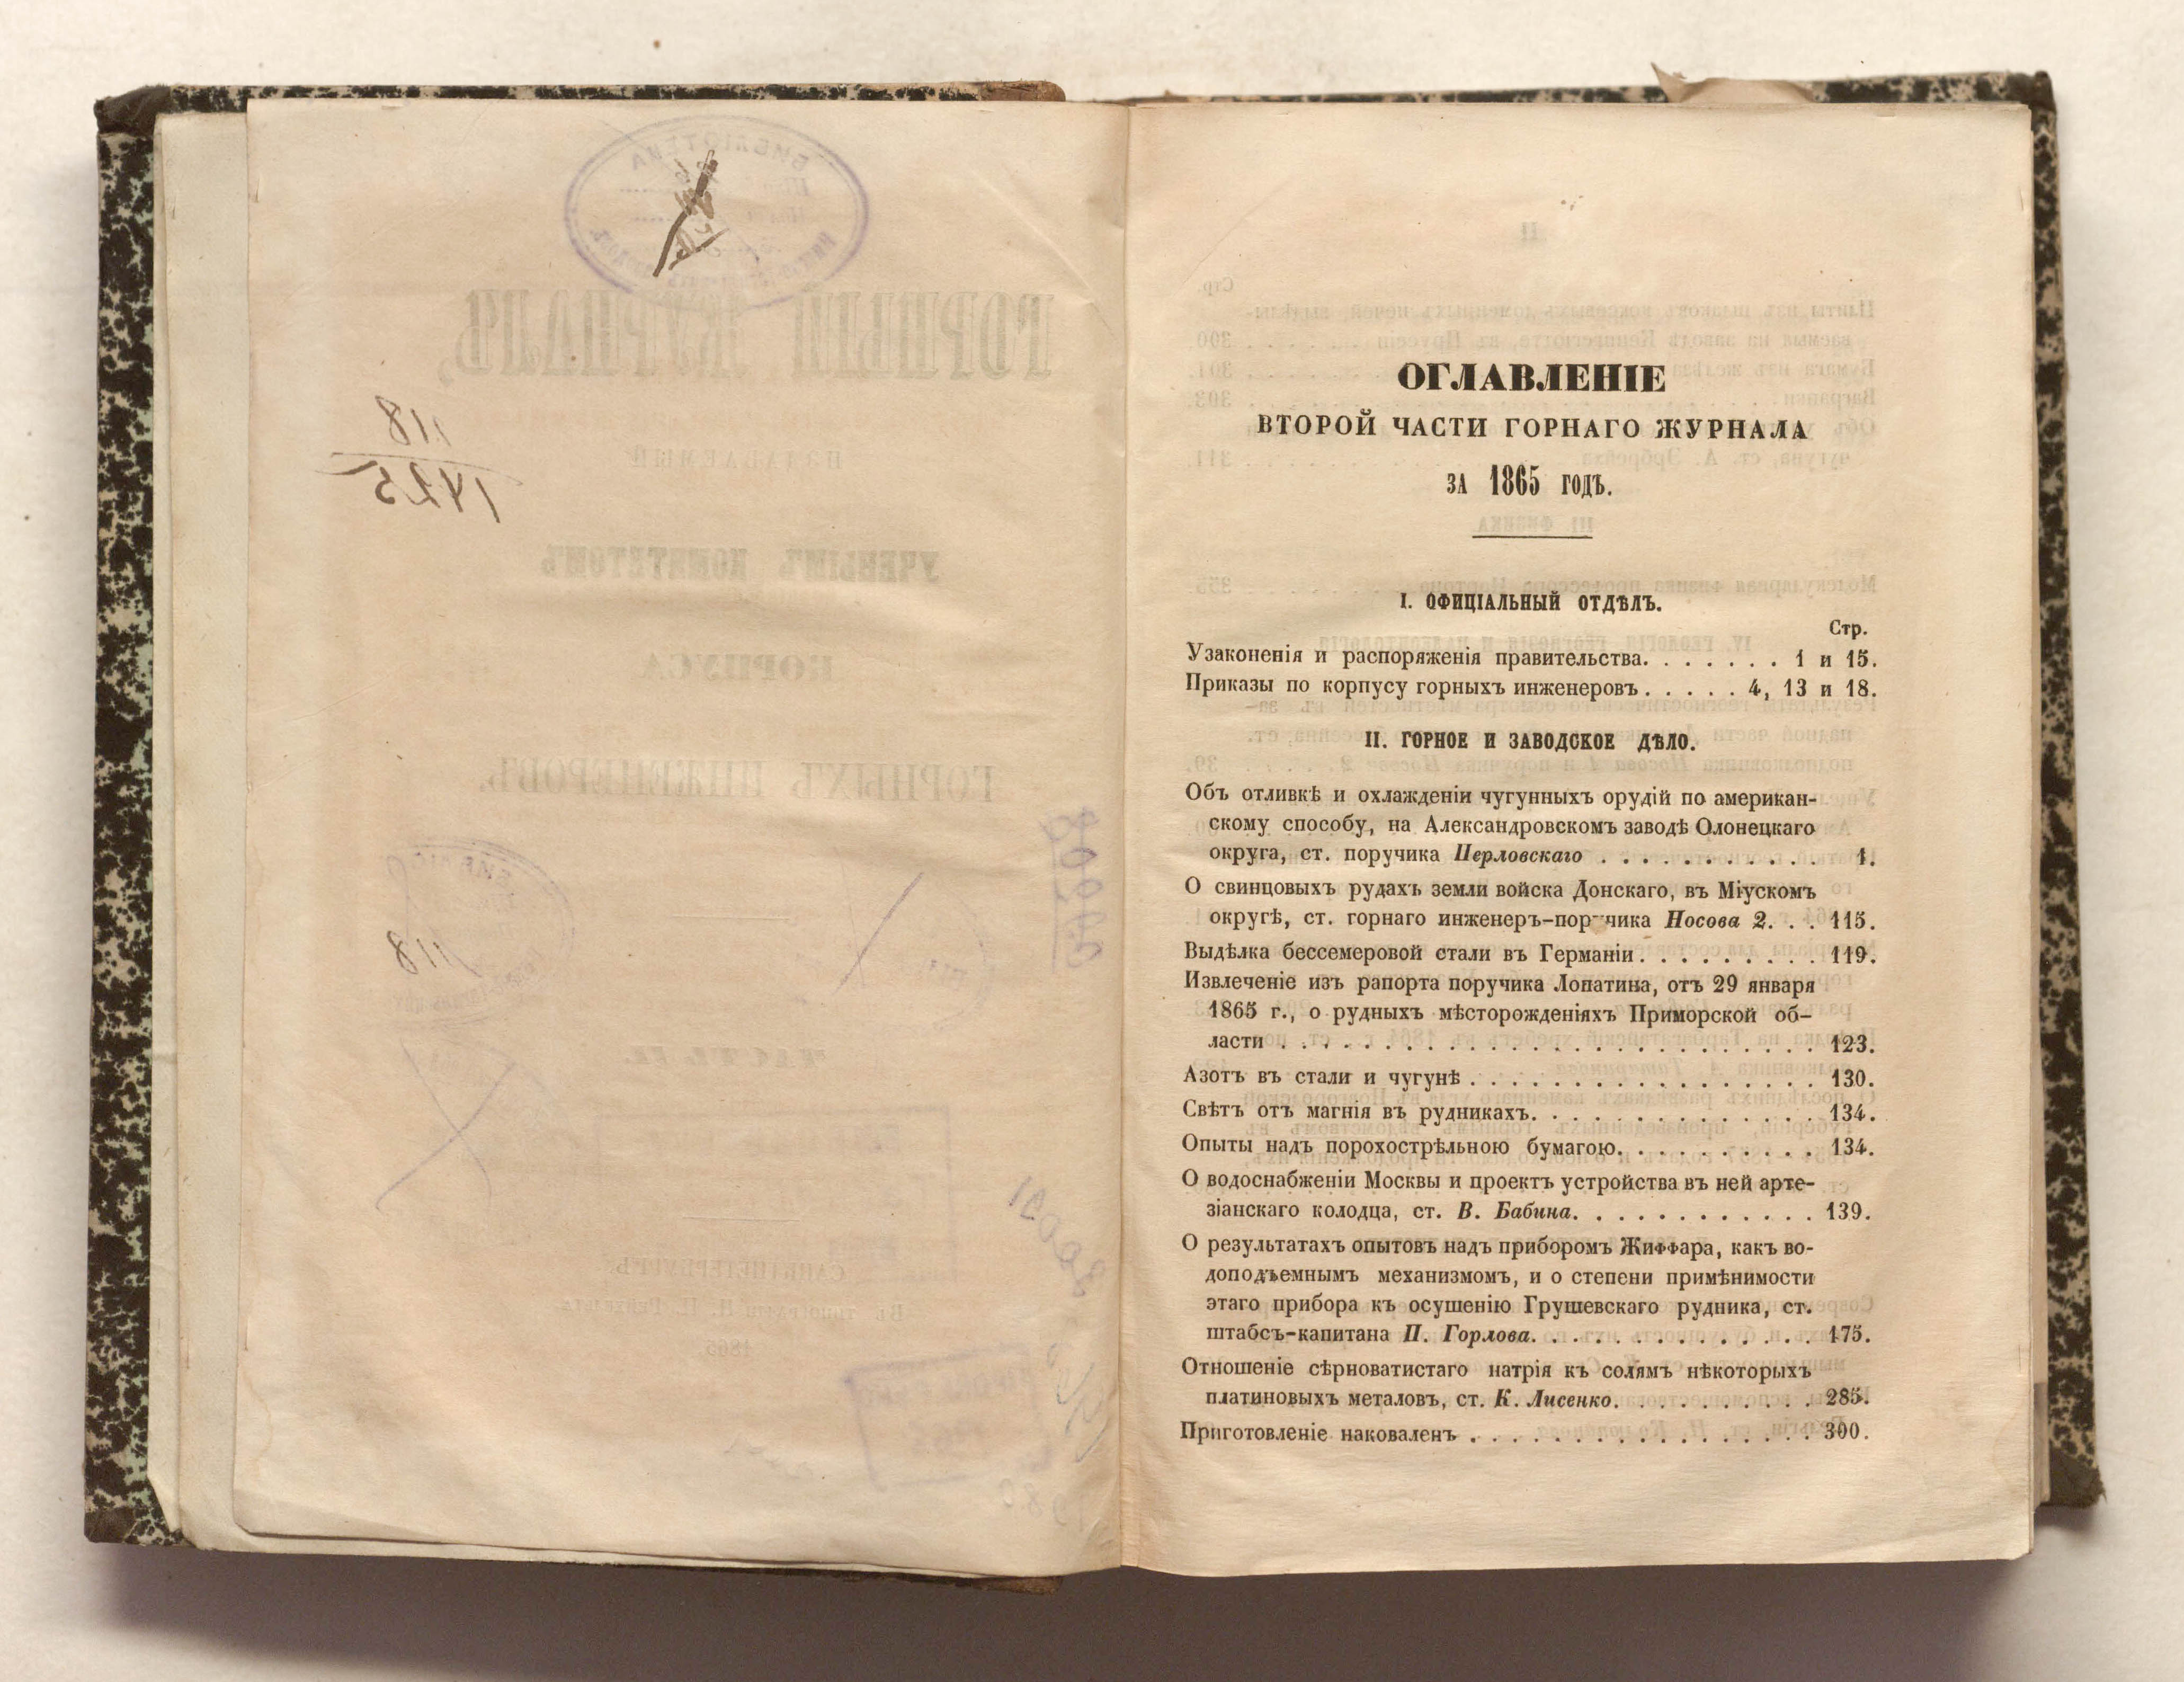 ОГЛАВЛЕНІЕ
ВТОРОЙ ЧАСТИ ГОРНАГО ЖУРНАЛА
ЗА 1865 ГОДЪ.
I. ОФИЦІАЛЬНЫЙ ОТДѢЛЪ.
Стр.
Узаконенія и распоряженія правительства. . . . . . . 1 и 15.
Приказы по корпусу горныхъ инженеровъ . . . . . 4, 13 и 18.
II. ГОРНОЕ И ЗАВОДСКОЕ ДѢЛО.
Объ отливкѣ и охлажденіи чугунныхъ орудій по американ-
скому способу, на Александровскомъ заводѣ Олонецкаго
округа, ст. поручика Перловскаго . . . . . . . . . . . 1.
О свинцовыхъ рудахъ земли войска Донскаго, въ Міускомъ
округѣ, ст. горнаго инженеръ-поручика Носова 2. . . 115.
Выдѣлка бессемеровой стали въ Германіи. . . . . . . . . 119.
Извлеченіе изъ рапорта поручика Лопатина, отъ 29 января
1865 г., о рудныхъ мѣсторожденіяхъ Приморской об-
ласти . . . . . . . . . . . . . . . . . . . . . . . . . . 123.
Азотъ въ стали и чугунѣ . . . . . . . . . . . . . . . . . 130.
Свѣтъ отъ магнія въ рудникахъ. . . . . . . . . . . . . . 134.
Опыты надъ порохострѣльною бумагою. . . . . . . . . . 134.
О водоснабженіи Москвы и проектъ устройства въ ней арте-
зіанскаго колодца, ст. В. Бабина. . . . . . . . . . . . 139.
О результатахъ опытовъ надъ приборомъ Жиффара, какъ во-
доподъемнымъ механизмомъ, и о степени примѣнимости
этаго прибора къ осушенію Грушевскаго рудника, ст.
штабсъ-капитана П. Горлова. . . . . . . . . . . . . . 175.
Отношеніе сѣрноватистаго натрія къ солямъ нѣкоторыхъ
платиновыхъ металовъ, ст. К. Лисенко. . . . . . . . . . 285.
Приготовленіе наковаленъ . . . . . . . . . . . . . . . . . 300.